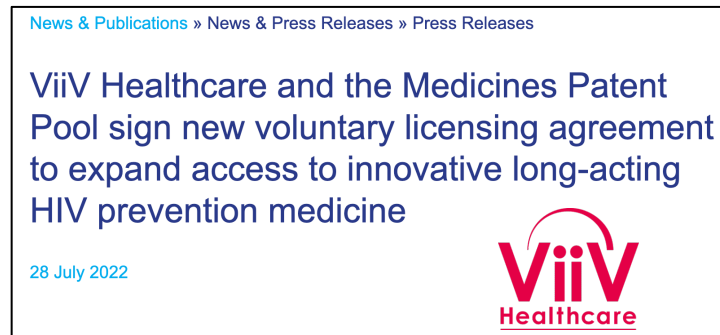 News & Publications » News & Press Releases » Press Releases
ViiV Healthcare and the Medicines Patent
Pool sign new voluntary licensing agreement
to expand access to innovative long-acting
HIV prevention medicine
28 July 2022
ViiV
Healthcare